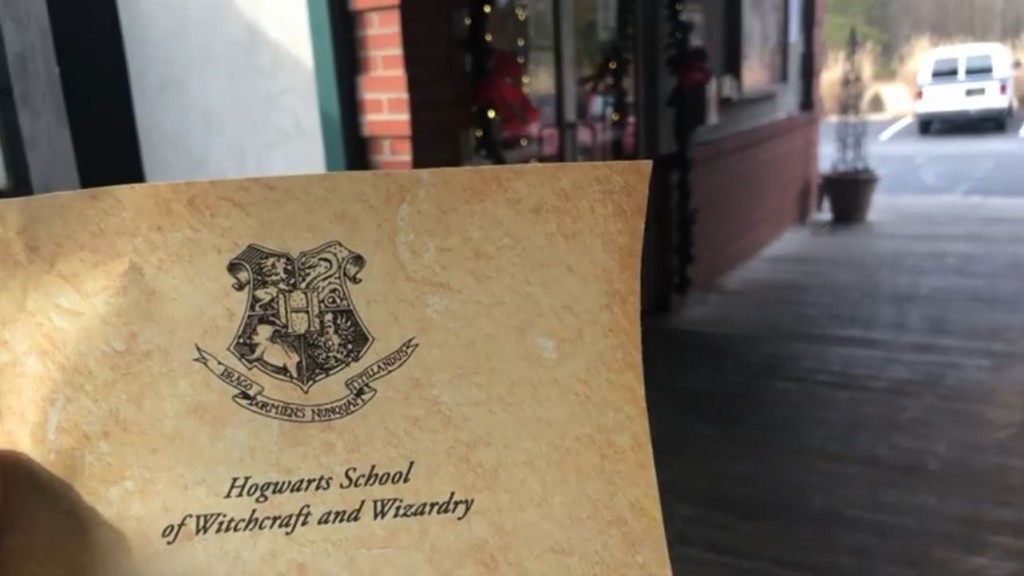 DRACO
DORMIENS NUNQUAM
TITILLANDUS
Hogwarts School
of Witchcraft and Wizardry